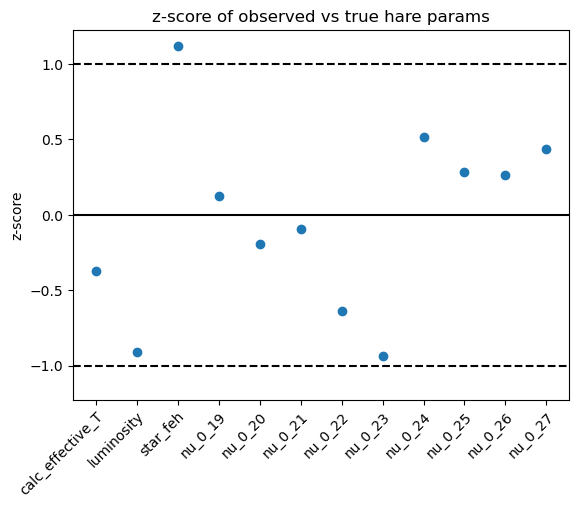 z-score of observed vs true hare params
z-score
1.0
0.5
0.0
−0.5
−1.0
calc_effective_T
luminosity
star_feh
nu_0_19
nu_0_20
nu_0_21
nu_0_22
nu_0_23
nu_0_24
nu_0_25
nu_0_26
nu_0_27